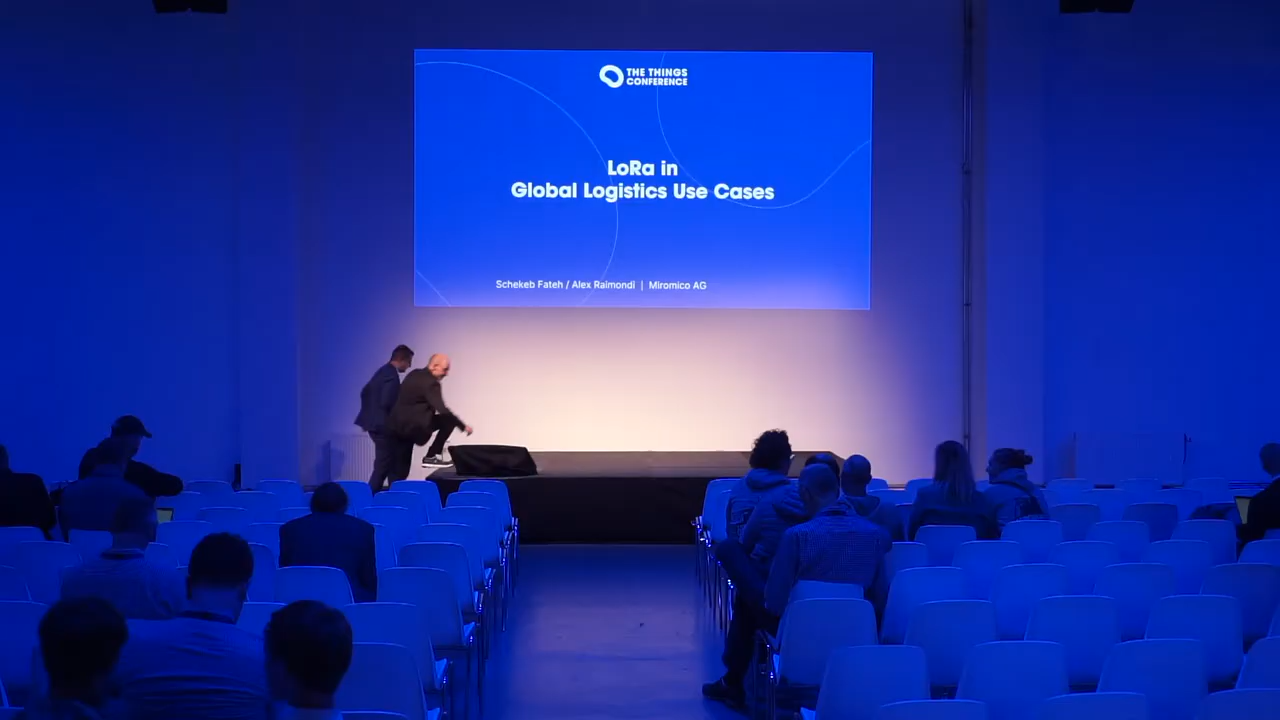 THE THINGS
CONFERENCE
LoRa in
Global Logistics Use Cases
Schekeb Fateh / Alex Raimondi | Miromico AG